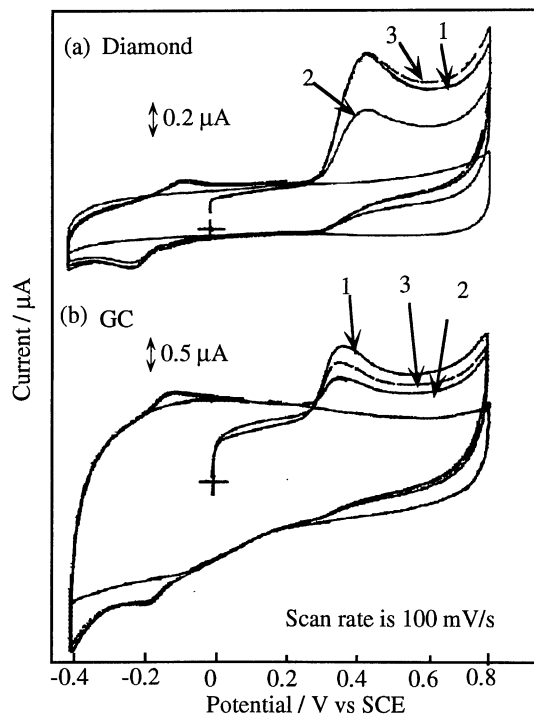 (a) Diamond
3
1
2
0.2 μA
Current / μA
(b) GC
1
3
2
0.5 μA
Scan rate is 100 mV/s
-0.4 -0.2 0 0.2 0.4 0.6 0.8
Potential / V vs SCE